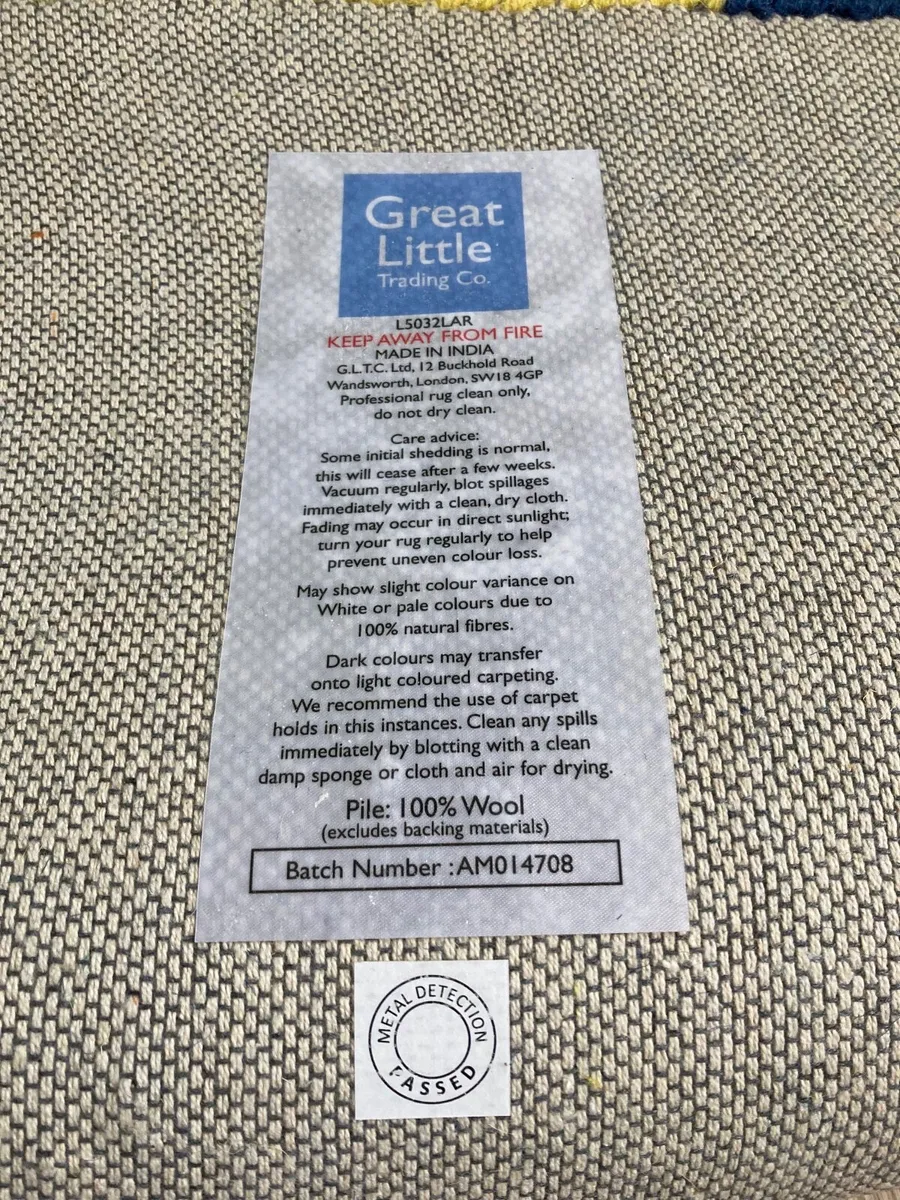 Great
Little
Trading Co.
L5032LAR
KEEP AWAY FROM FIRE
MADE IN INDIA
G.L.T.C. Ltd, 12 Buckhold Road
Wandsworth, London, SW18 4GP
Professional rug clean only,
do not dry clean.
Care advice:
Some initial shedding is normal,
this will cease after a few weeks.
Vacuum regularly, blot spillages
immediately with a clean, dry cloth.
Fading may occur in direct sunlight;
turn your rug regularly to help
prevent uneven colour loss.
May show slight colour variance on
White or pale colours due to
100% natural fibres.
Dark colours may transfer
onto light coloured carpeting.
We recommend the use of carpet
holds in this instances. Clean any spills
immediately by blotting with a clean
damp sponge or cloth and air for drying.
Pile: 100% Wool
(excludes backing materials)
Batch Number :AM014708
METAL DETECTION
PASSED